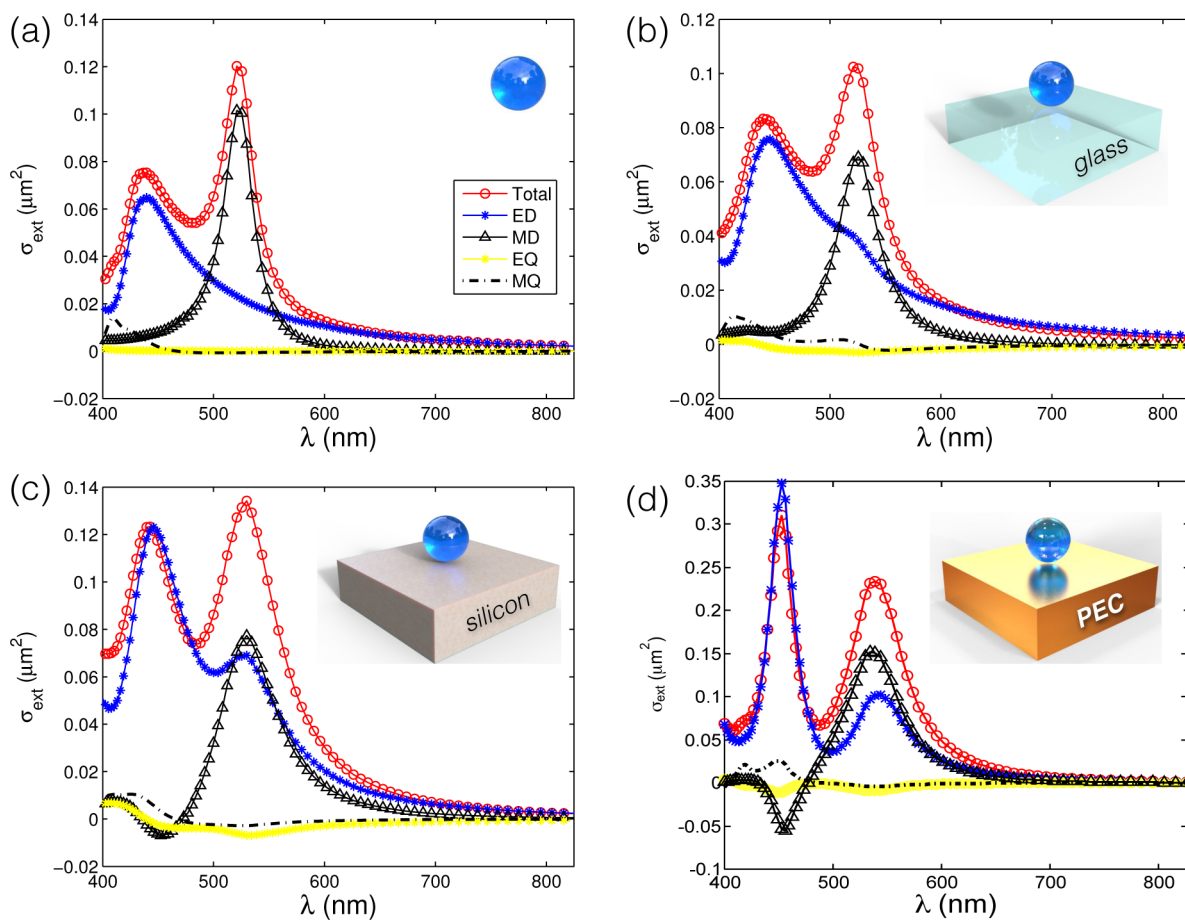 (a)
0.14
0.12
0.1
0.08
0.06
0.04
0.02
0
−0.02
σext (μm²)
400 500 600 700 800
λ (nm)
Total
ED
MD
EQ
MQ
(b)
0.1
0.12
0.08
0.06
0.04
0.02
0
−0.02
σext (μm²)
400 500 600 700 800
λ (nm)
glass
(c)
0.14
0.12
0.1
0.08
0.06
0.04
0.02
0
−0.02
σext (μm²)
400 500 600 700 800
λ (nm)
silicon
(d)
0.35
0.3
0.25
0.2
0.15
0.1
0.05
0
-0.05
-0.1
σext (μm²)
400 500 600 700 800
λ (nm)
PEC